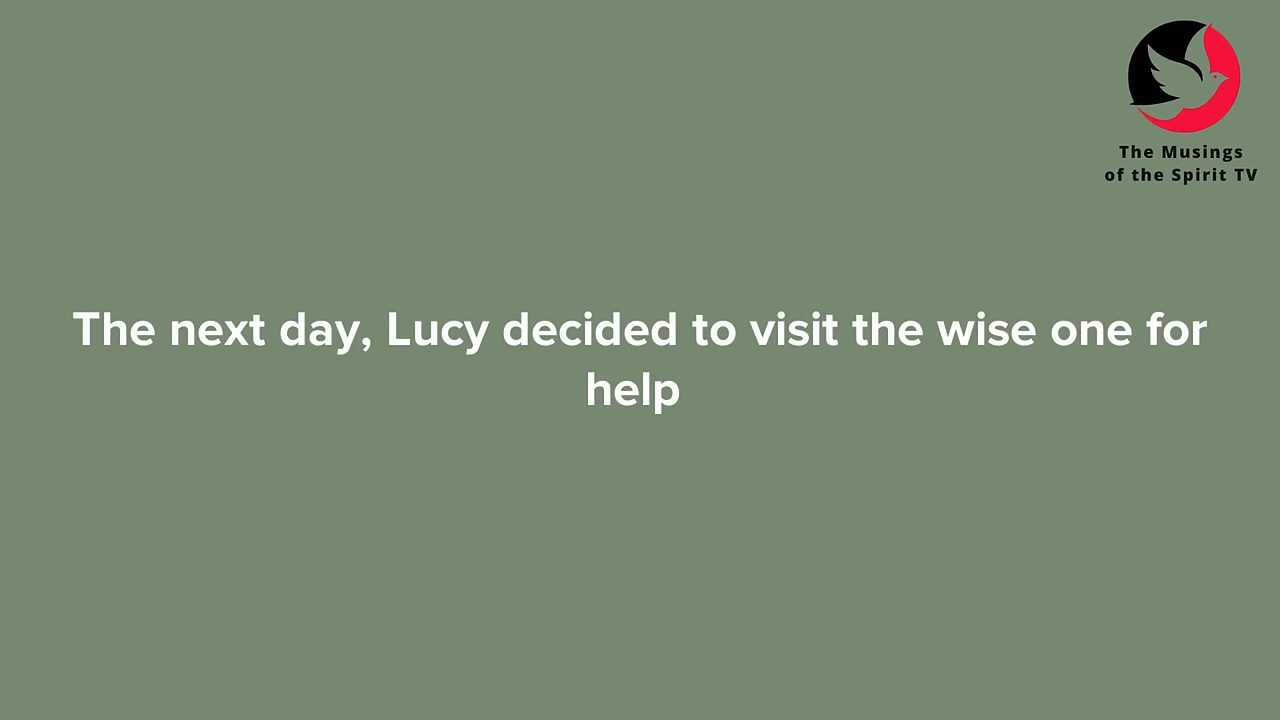 The Musings
of the Spirit TV
The next day, Lucy decided to visit the wise one for
help